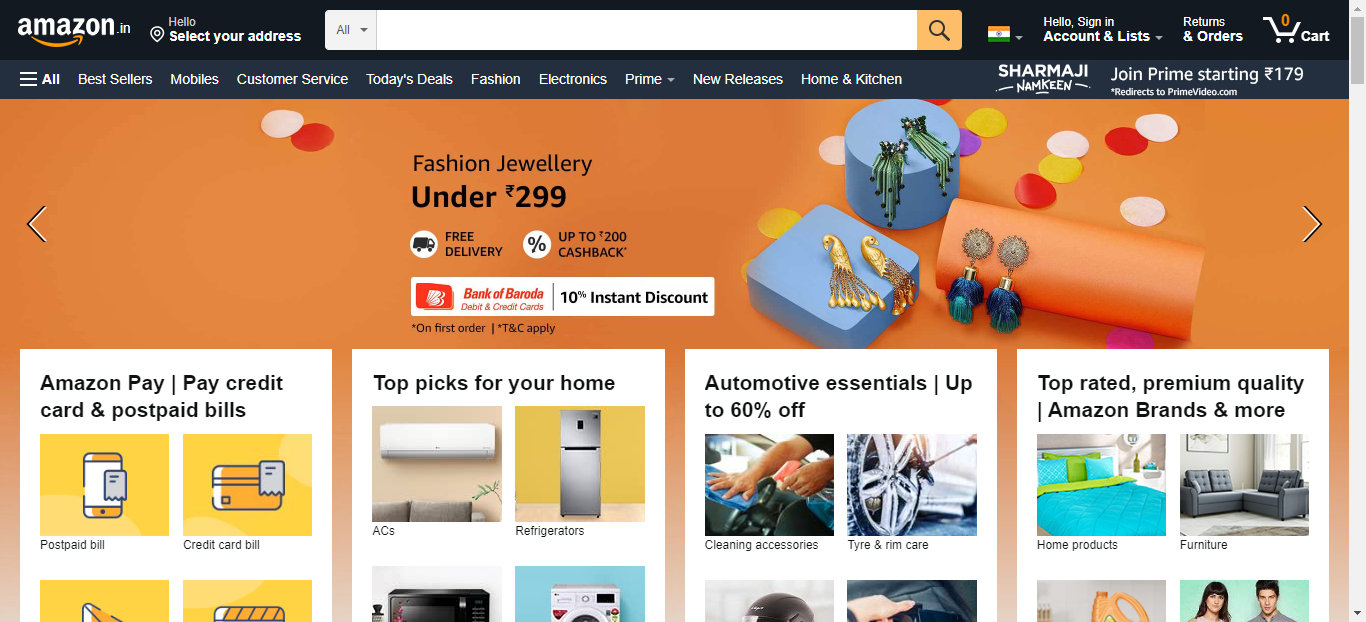 amazon.in
Hello
Select your address
All
Hello, Sign in
Account & Lists
Returns
& Orders
0
Cart
All
Best Sellers
Mobiles
Customer Service
Today's Deals
Fashion
Electronics
Prime
New Releases
Home & Kitchen
SHARMAJI
NAMKEEN
Join Prime starting ₹179
*Redirects to PrimeVideo.com
Fashion Jewellery
Under ₹299
FREE
DELIVERY
%
UP TO ₹200
CASHBACK*
Bank of Baroda
Debit & Credit Cards
10% Instant Discount
*On first order | *T&C apply
Amazon Pay | Pay credit
card & postpaid bills
Postpaid bill
Credit card bill
Top picks for your home
ACs
Refrigerators
Automotive essentials | Up
to 60% off
Cleaning accessories
Tyre & rim care
Top rated, premium quality
| Amazon Brands & more
Home products
Furniture